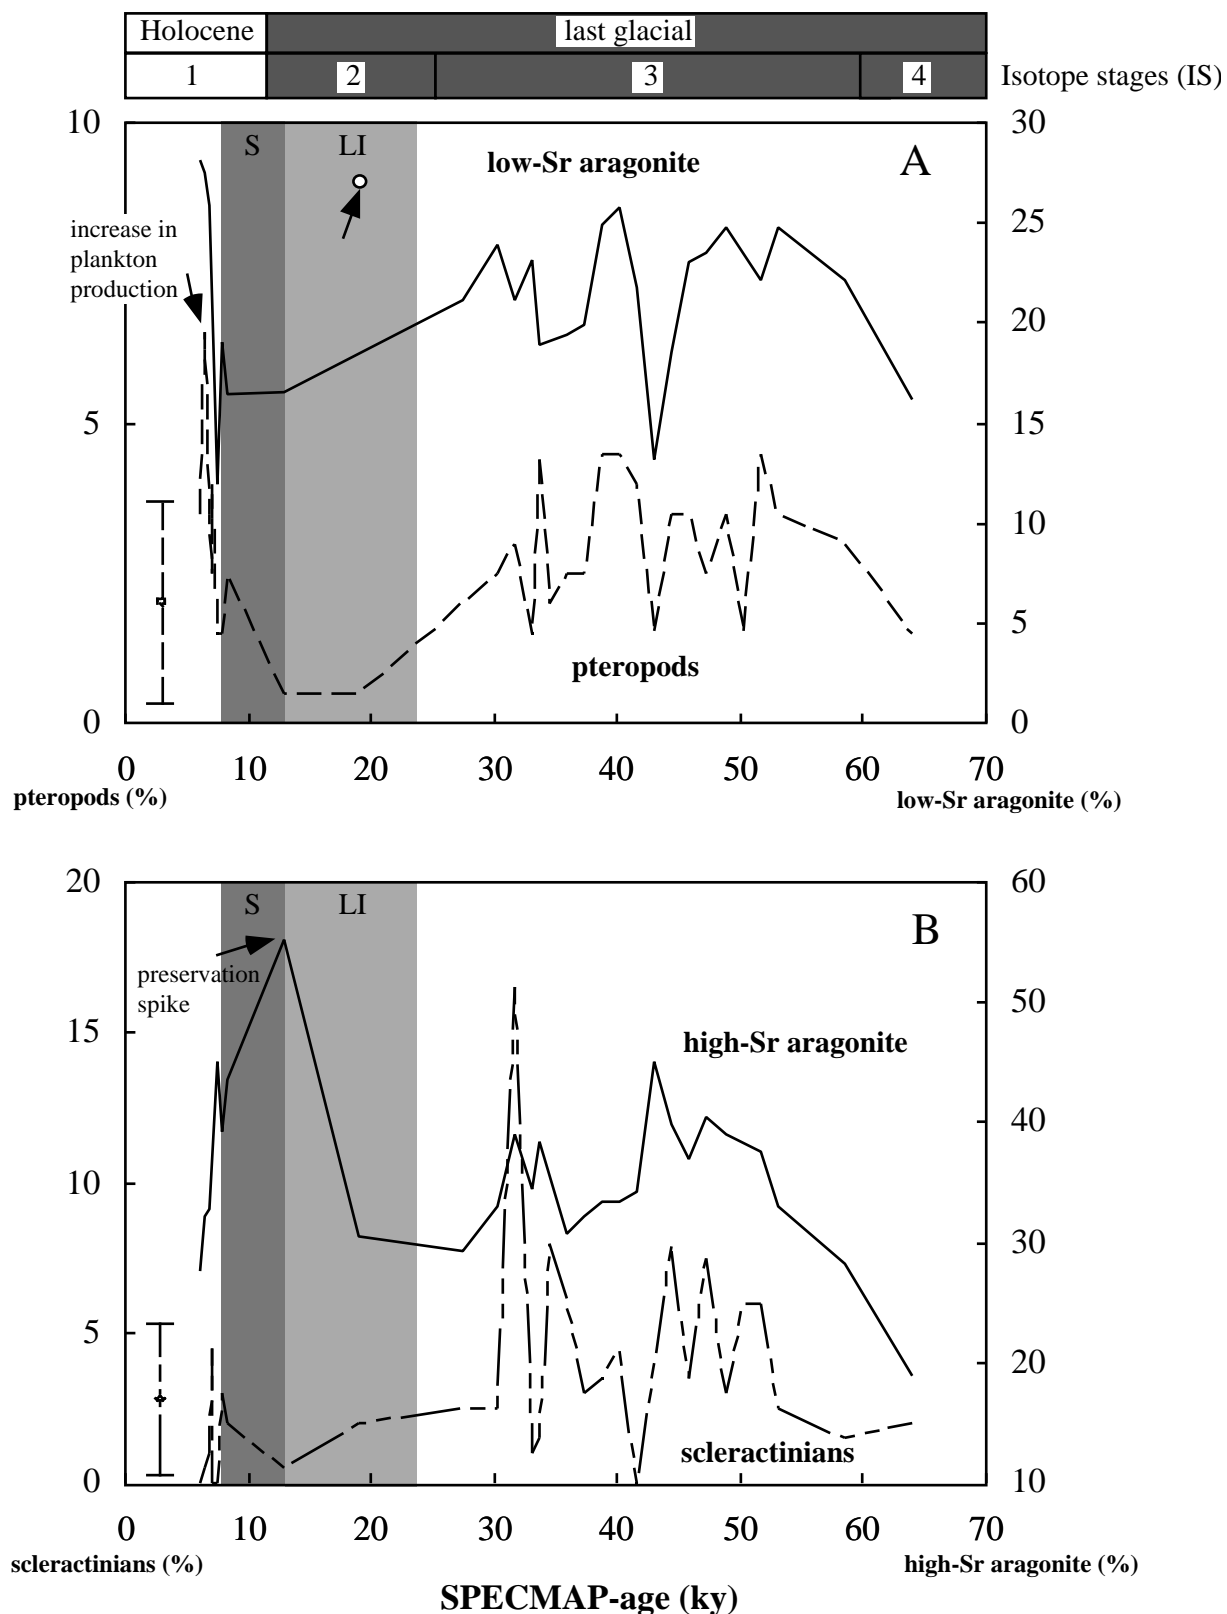 Holocene last glacial
1 2 3 4 Isotope stages (IS)
10 30
S LI A
low-Sr aragonite
25
increase in
plankton
production
20
5 15
10
5
pteropods
0 0
0 10 20 30 40 50 60 70
pteropods (%) low-Sr aragonite (%)
20 60
S LI B
preservation
spike
50
15
high-Sr aragonite
40
10
30
5
20
scleractinians
0 10
0 10 20 30 40 50 60 70
scleractinians (%) high-Sr aragonite (%)
SPECMAP-age (ky)